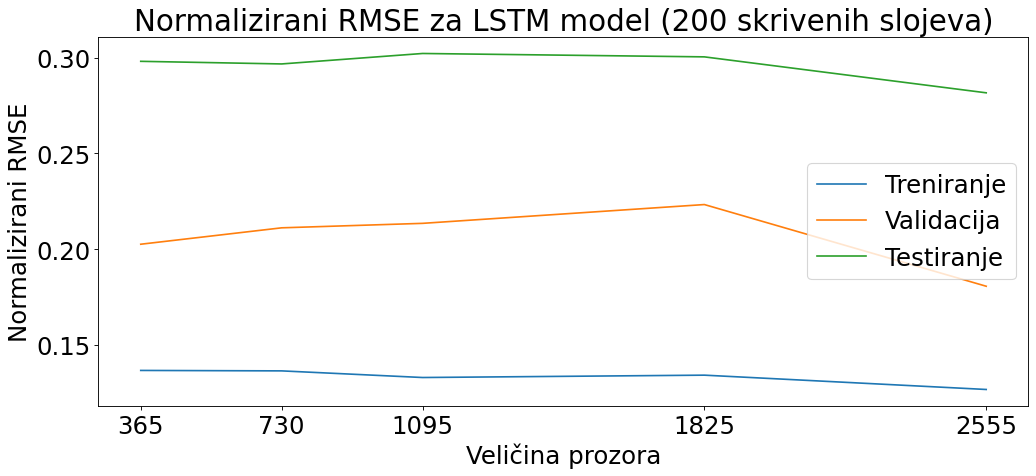 Normalizirani RMSE za LSTM model (200 skrivenih slojeva)
Normalizirani RMSE
0.30
0.25
0.20
0.15
Treniranje
Validacija
Testiranje
365 730 1095 1825 2555
Veličina prozora